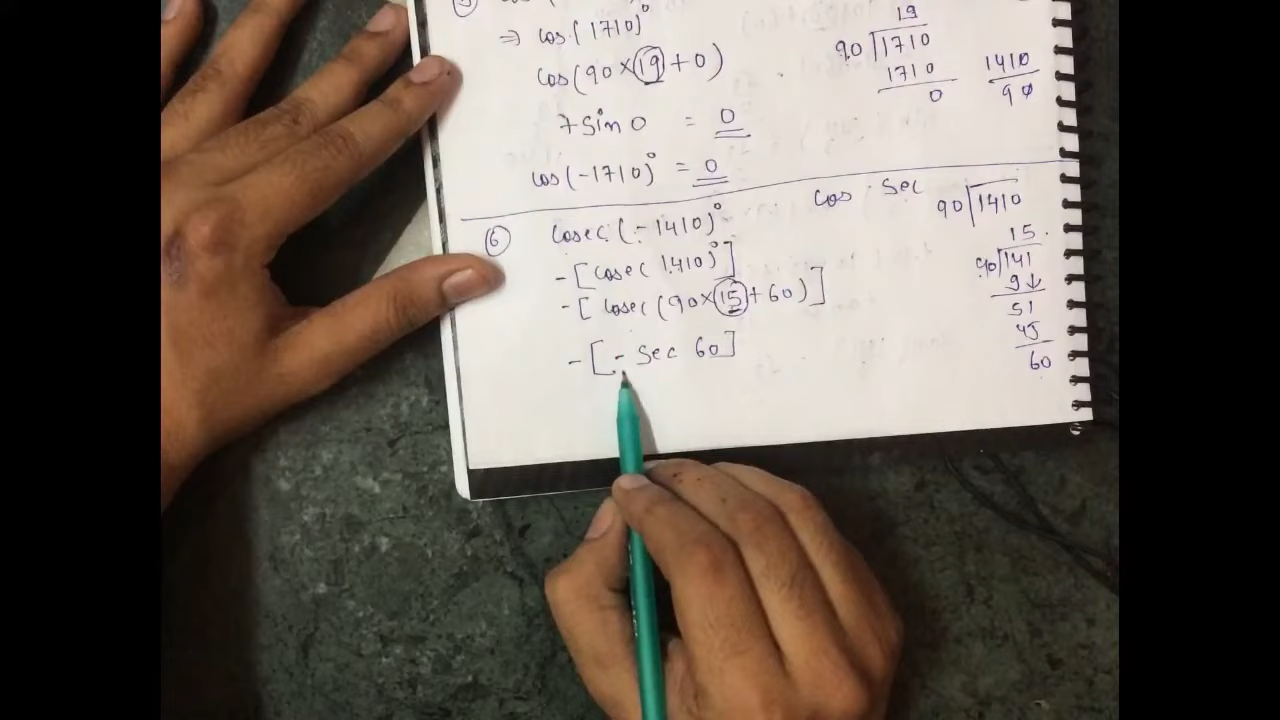 ⇒ cos(1710)°
cos(90×19+0)
7 sin 0 = 0
cos(-1710)° = 0
19
90 1710
1710
0
1410
90
6 cosec(-1410)°
-[cosec 1410°]
-[cosec(90×15+60)]
-[- sec 60]
cos · sec
90 1410
15
90 141
9↓
51
45
60